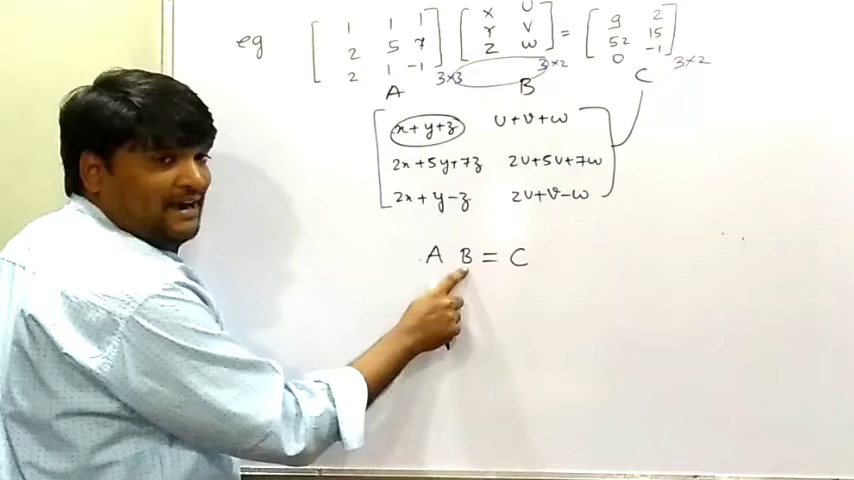 eg [ 1 1 1 ] [ X U ] = [ 9 2 ]
[ 2 5 7 ] [ Y V ] [ 52 15 ]
[ 2 1 -1 ] 3×3 [ Z W ] 3×2 [ 0 -1 ] 3×2
A B C
[ x+y+z U+V+W ]
2x+5y+7z 2U+5V+7W
2x+y-z 2U+V-W
A B = C